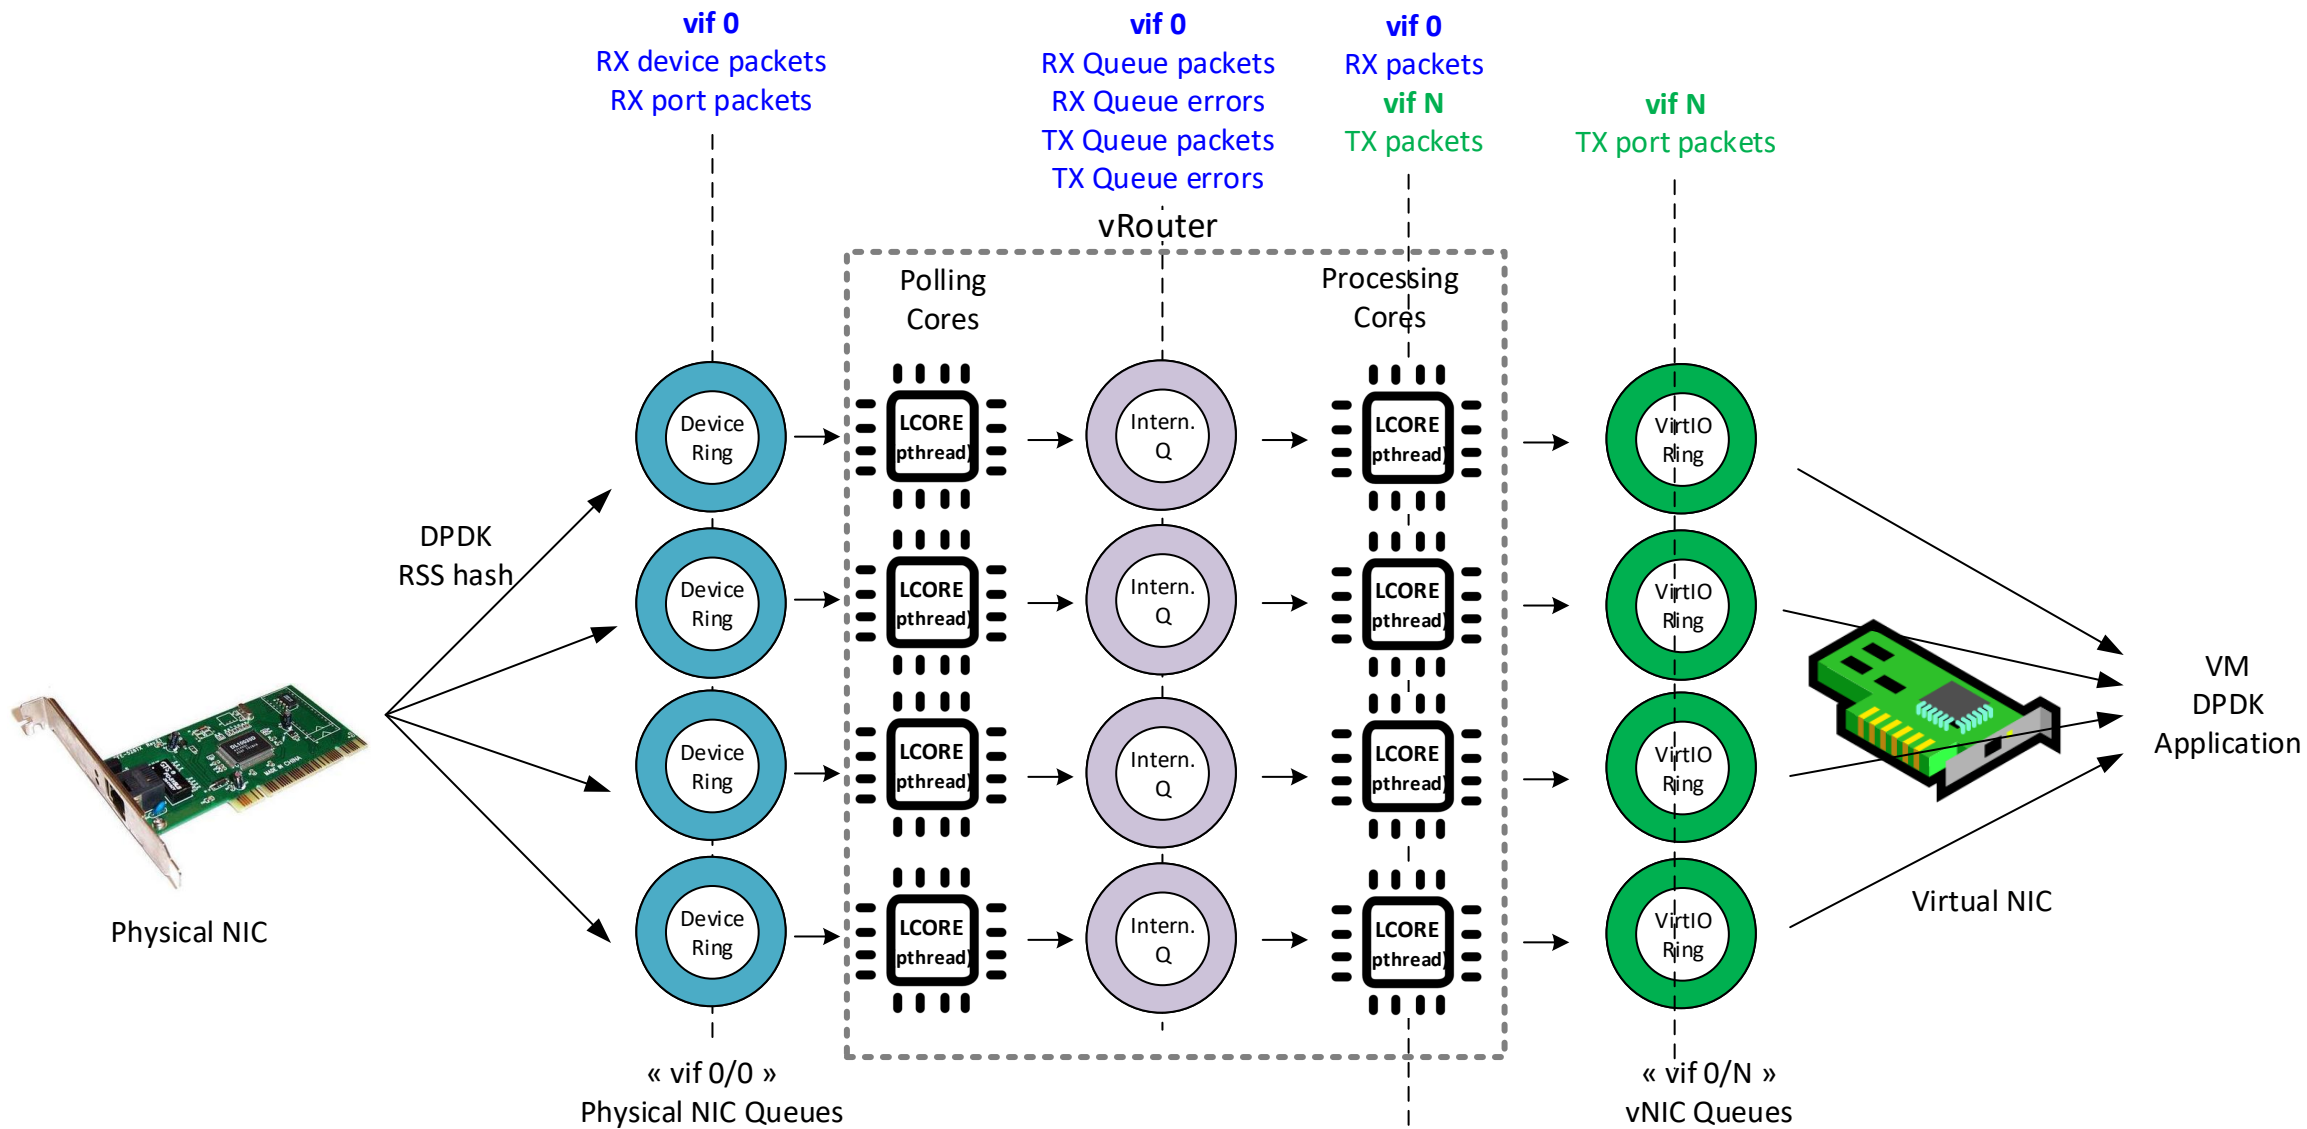 vif 0
RX device packets
RX port packets
vif 0
RX Queue packets
RX Queue errors
TX Queue packets
TX Queue errors
vif 0
RX packets
vif N
TX packets
vif N
TX port packets
vRouter
Polling
Cores
Processing
Cores
Device
Ring
LCORE
pthread)
Intern.
Q
LCORE
pthread)
VirtIO
Ring
DPDK
RSS hash
Device
Ring
LCORE
pthread)
Intern.
Q
LCORE
pthread)
VirtIO
Ring
Device
Ring
LCORE
pthread)
Intern.
Q
LCORE
pthread)
VirtIO
Ring
VM
DPDK
Application
Device
Ring
LCORE
pthread)
Intern.
Q
LCORE
pthread)
VirtIO
Ring
Physical NIC
Virtual NIC
« vif 0/0 »
Physical NIC Queues
« vif 0/N »
vNIC Queues